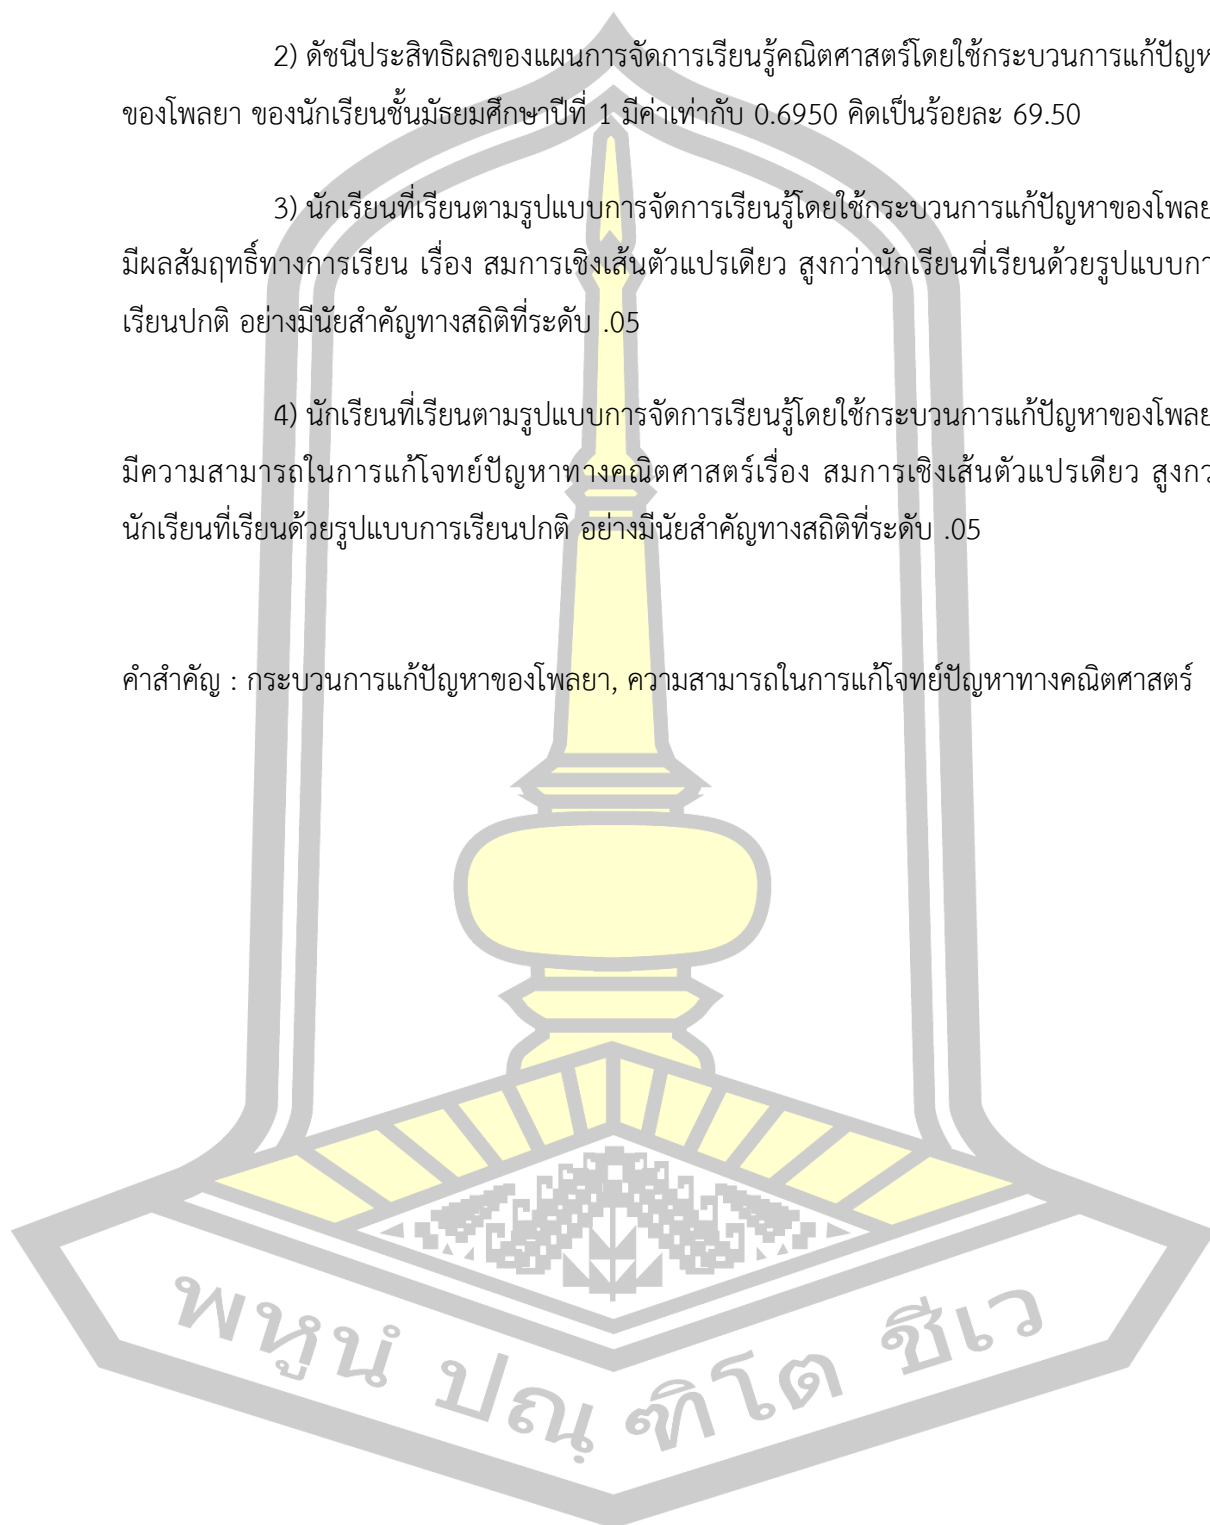 2) ดัชนีประสิทธิผลของแผนการจัดการเรียนรู้คณิตศาสตร์โดยใช้กระบวนการแก้ปัญห
ของโพลยา ของนักเรียนชั้นมัธยมศึกษาปีที่ 1 มีค่าเท่ากับ 0.6950 คิดเป็นร้อยละ 69.50
3) นักเรียนที่เรียนตามรูปแบบการจัดการเรียนรู้โดยใช้กระบวนการแก้ปัญหาของโพลย
มีผลสัมฤทธิ์ทางการเรียน เรื่อง สมการเชิงเส้นตัวแปรเดียว สูงกว่านักเรียนที่เรียนด้วยรูปแบบกา
เรียนปกติ อย่างมีนัยสำคัญทางสถิติที่ระดับ .05
4) นักเรียนที่เรียนตามรูปแบบการจัดการเรียนรู้โดยใช้กระบวนการแก้ปัญหาของโพลย
มีความสามารถในการแก้โจทย์ปัญหาทางคณิตศาสตร์เรื่อง สมการเชิงเส้นตัวแปรเดียว สูงกว
นักเรียนที่เรียนด้วยรูปแบบการเรียนปกติ อย่างมีนัยสำคัญทางสถิติที่ระดับ .05
คำสำคัญ : กระบวนการแก้ปัญหาของโพลยา, ความสามารถในการแก้โจทย์ปัญหาทางคณิตศาสตร์
พหูนํ ปณฺ ฑิโต ชีเว